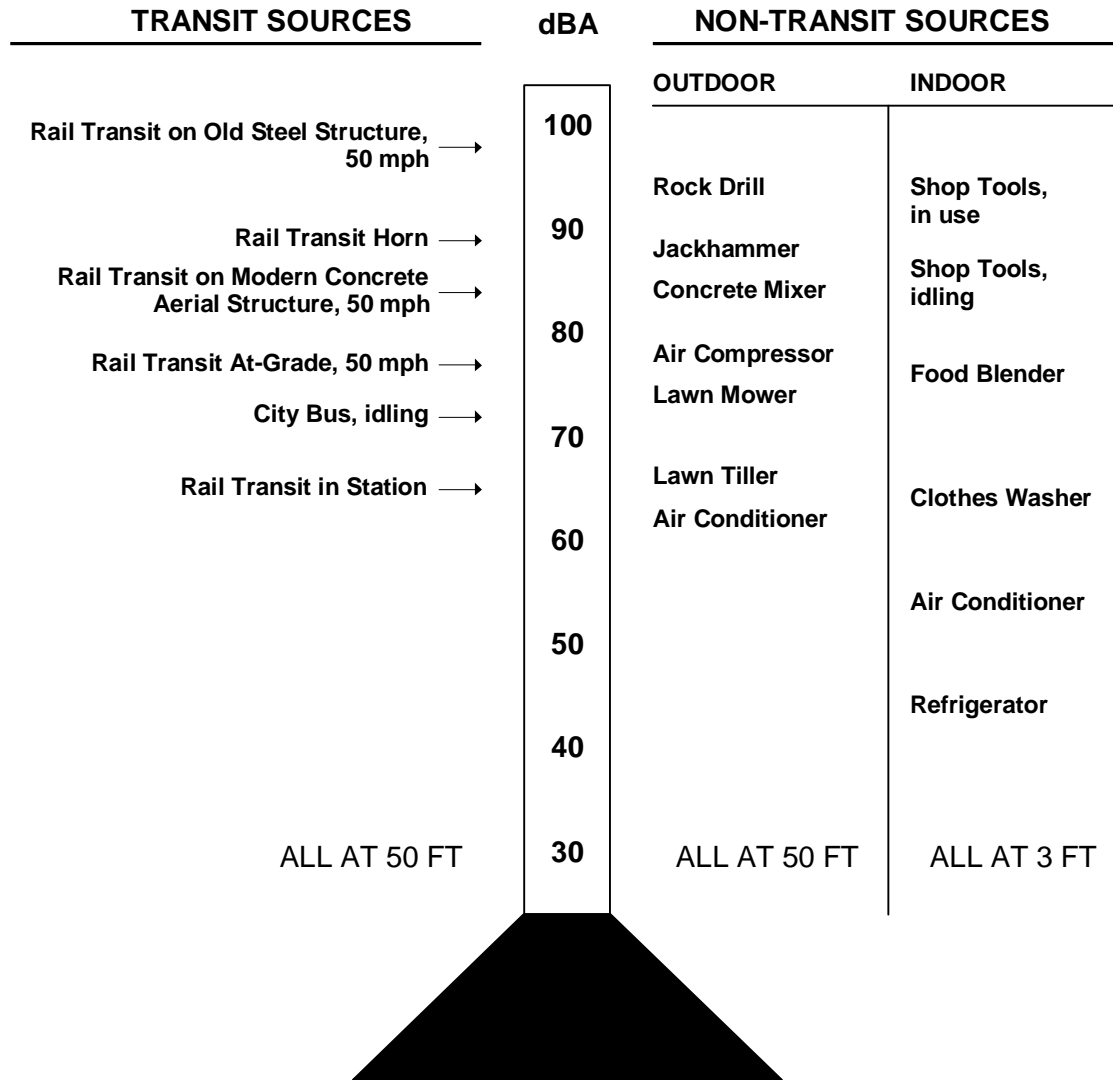 TRANSIT SOURCES
dBA
NON-TRANSIT SOURCES
OUTDOOR
INDOOR
Rail Transit on Old Steel Structure,
50 mph
Rail Transit Horn
Rail Transit on Modern Concrete
Aerial Structure, 50 mph
Rail Transit At-Grade, 50 mph
City Bus, idling
Rail Transit in Station
ALL AT 50 FT
100
90
80
70
60
50
40
30
Rock Drill
Jackhammer
Concrete Mixer
Air Compressor
Lawn Mower
Lawn Tiller
Air Conditioner
ALL AT 50 FT
Shop Tools,
in use
Shop Tools,
idling
Food Blender
Clothes Washer
Air Conditioner
Refrigerator
ALL AT 3 FT